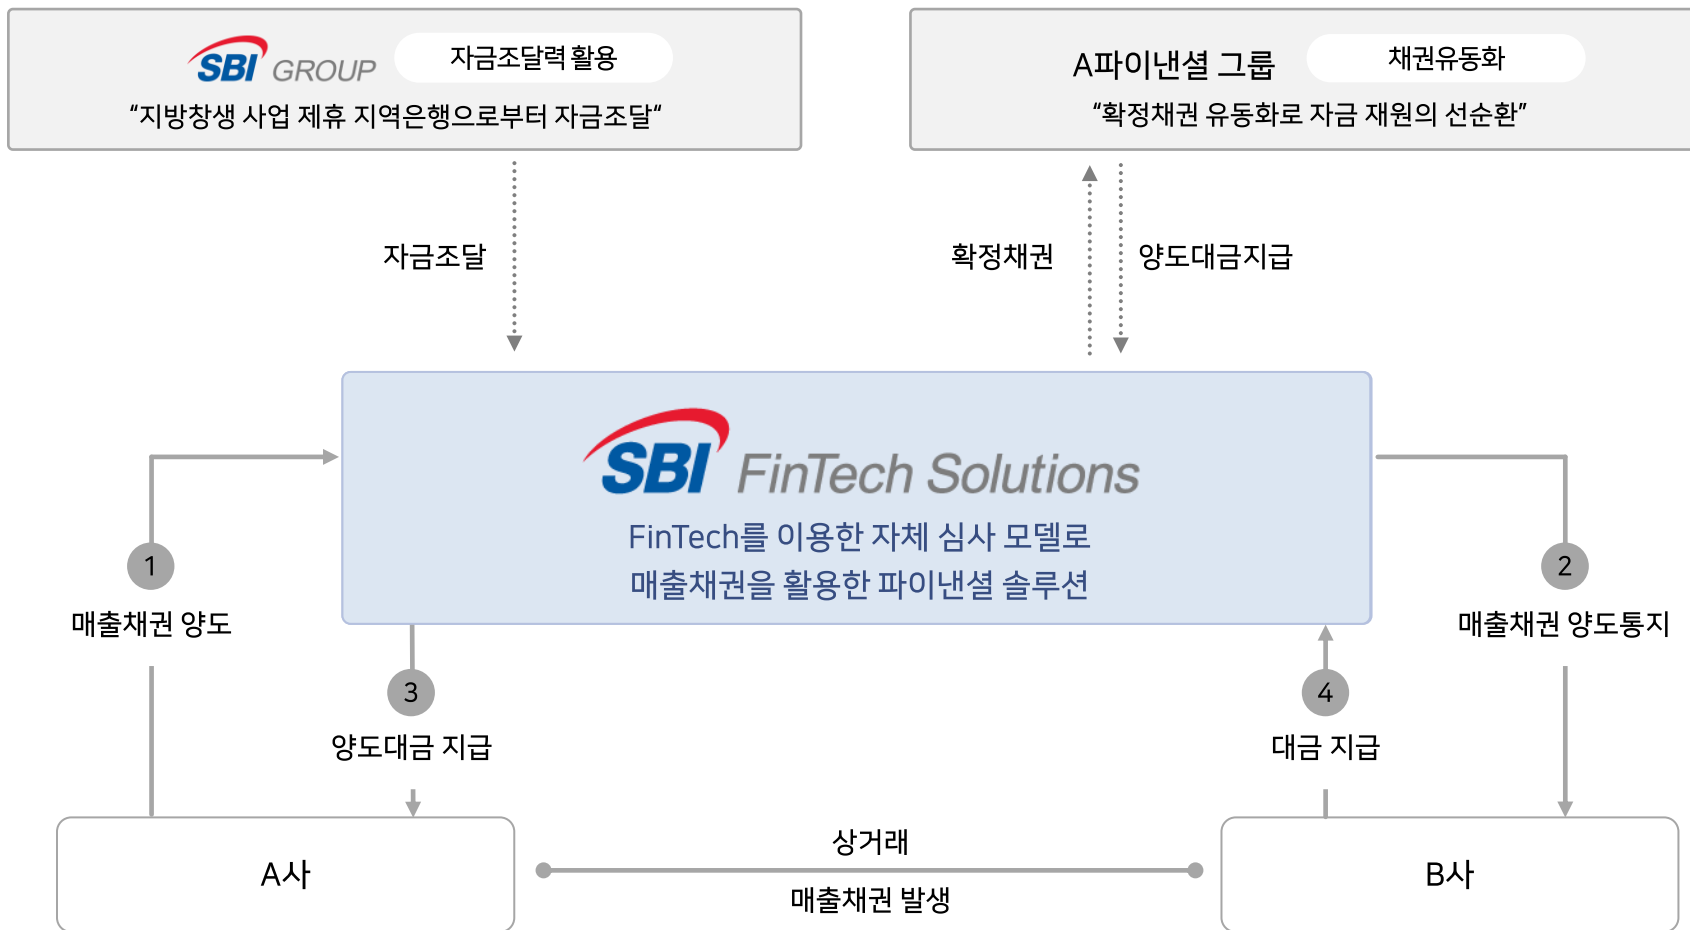 SBI GROUP 자금조달력 활용
“지방창생 사업 제휴 지역은행으로부터 자금조달“
A파이낸셜 그룹 채권유동화
“확정채권 유동화로 자금 재원의 선순환”
자금조달
확정채권
양도대금지급
SBI FinTech Solutions
FinTech를 이용한 자체 심사 모델로
매출채권을 활용한 파이낸셜 솔루션
1
매출채권 양도
2
매출채권 양도통지
3
양도대금 지급
4
대금 지급
A사
상거래
매출채권 발생
B사